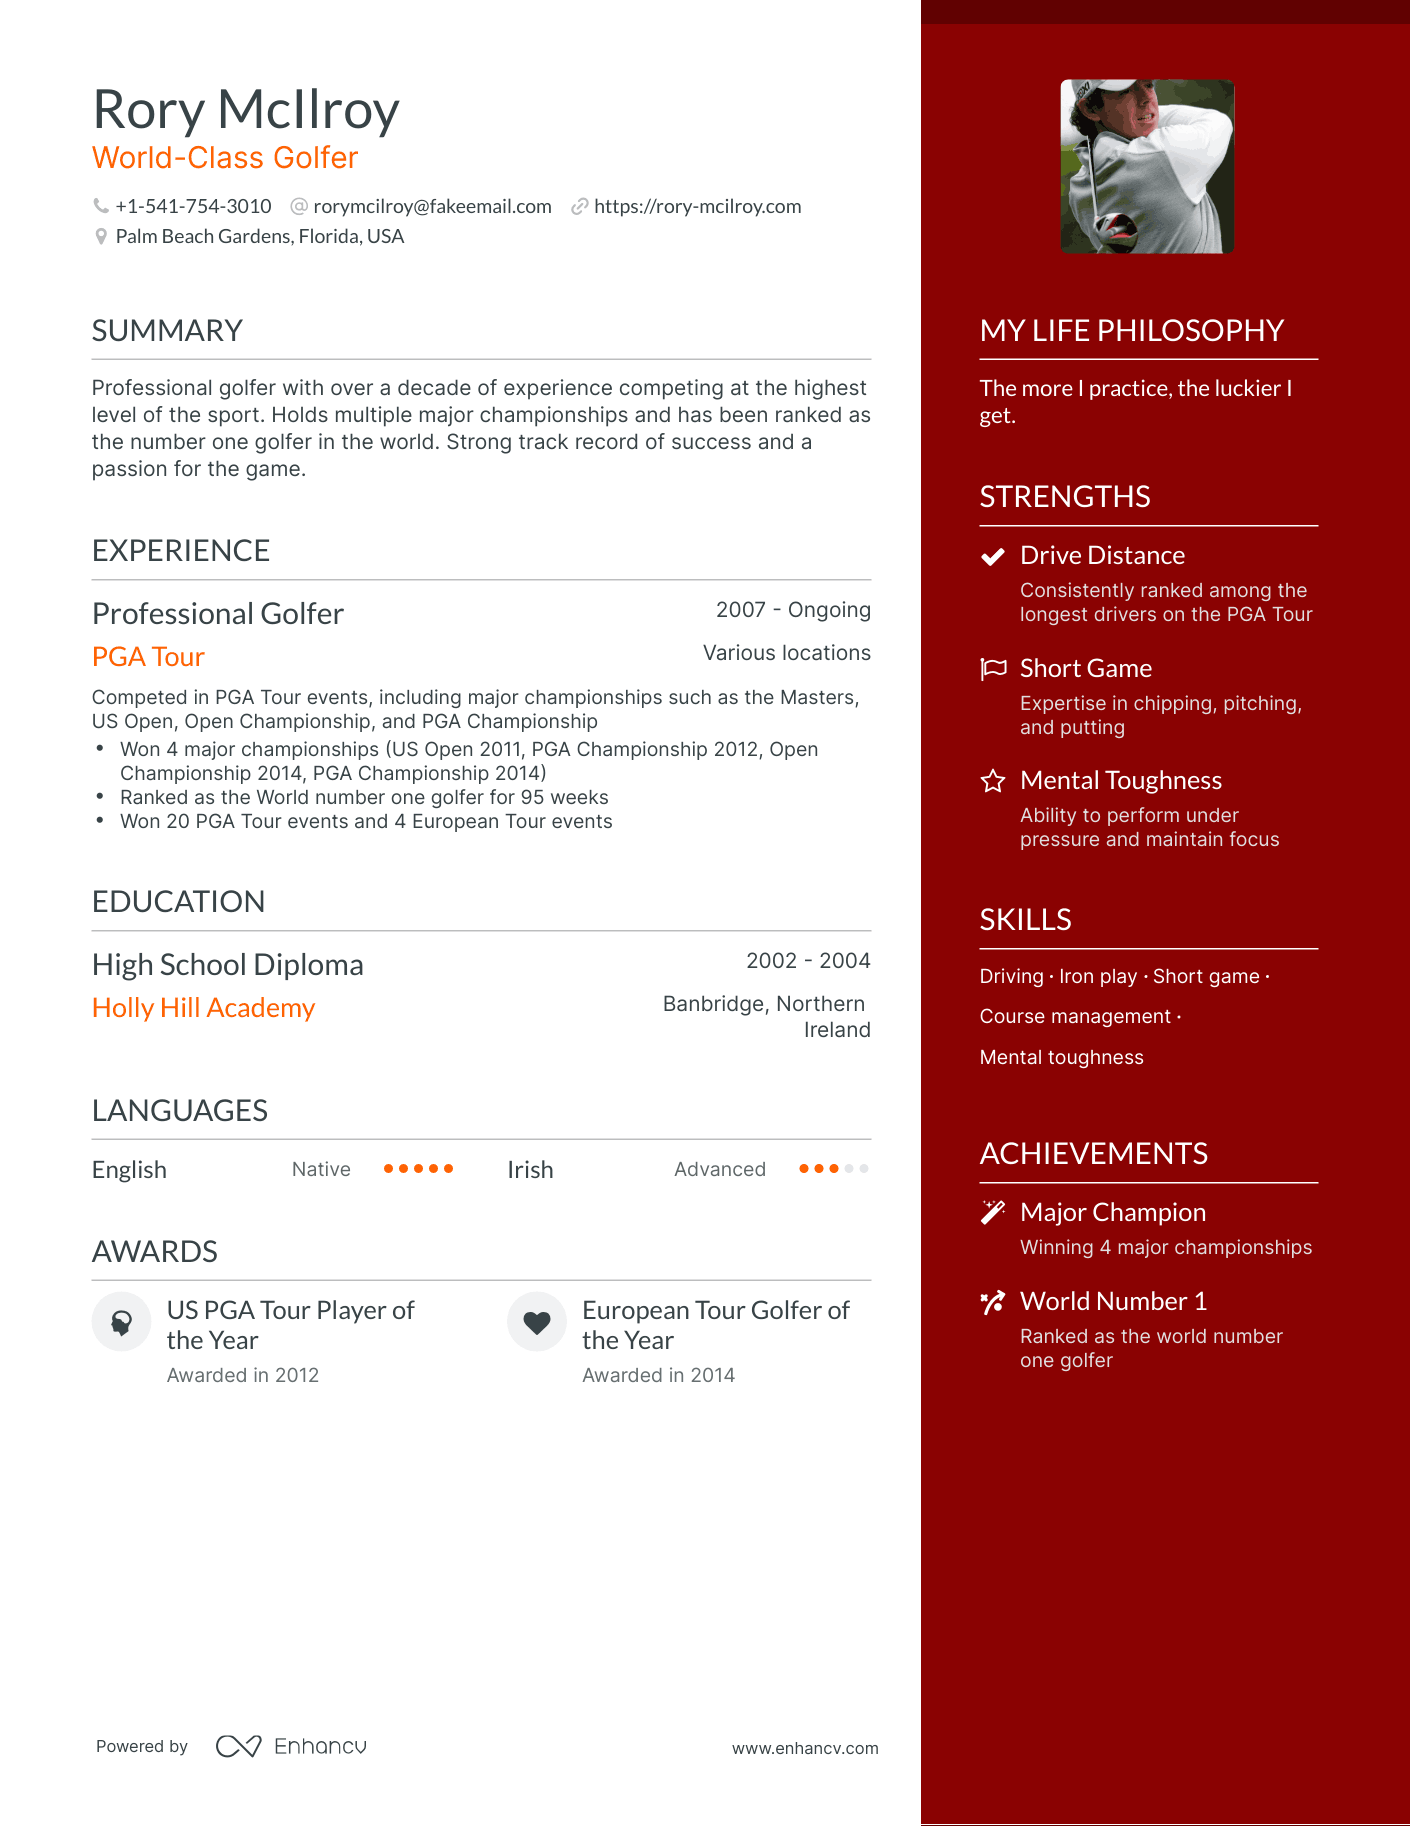 Rory McIlroy
World-Class Golfer
+1-541-754-3010 rorymcilroy@fakeemail.com https://rory-mcilroy.com
Palm Beach Gardens, Florida, USA
SUMMARY
Professional golfer with over a decade of experience competing at the highest
level of the sport. Holds multiple major championships and has been ranked as
the number one golfer in the world. Strong track record of success and a
passion for the game.
EXPERIENCE
Professional Golfer 2007 - Ongoing
PGA Tour Various locations
Competed in PGA Tour events, including major championships such as the Masters,
US Open, Open Championship, and PGA Championship
• Won 4 major championships (US Open 2011, PGA Championship 2012, Open
Championship 2014, PGA Championship 2014)
• Ranked as the World number one golfer for 95 weeks
• Won 20 PGA Tour events and 4 European Tour events
EDUCATION
High School Diploma 2002 - 2004
Holly Hill Academy Banbridge, Northern
Ireland
LANGUAGES
English Native Irish Advanced
AWARDS
US PGA Tour Player of
the Year
Awarded in 2012
European Tour Golfer of
the Year
Awarded in 2014
Powered by Enhancv www.enhancv.com
MY LIFE PHILOSOPHY
The more I practice, the luckier I
get.
STRENGTHS
Drive Distance
Consistently ranked among the
longest drivers on the PGA Tour
Short Game
Expertise in chipping, pitching,
and putting
Mental Toughness
Ability to perform under
pressure and maintain focus
SKILLS
Driving · Iron play · Short game ·
Course management ·
Mental toughness
ACHIEVEMENTS
Major Champion
Winning 4 major championships
World Number 1
Ranked as the world number
one golfer